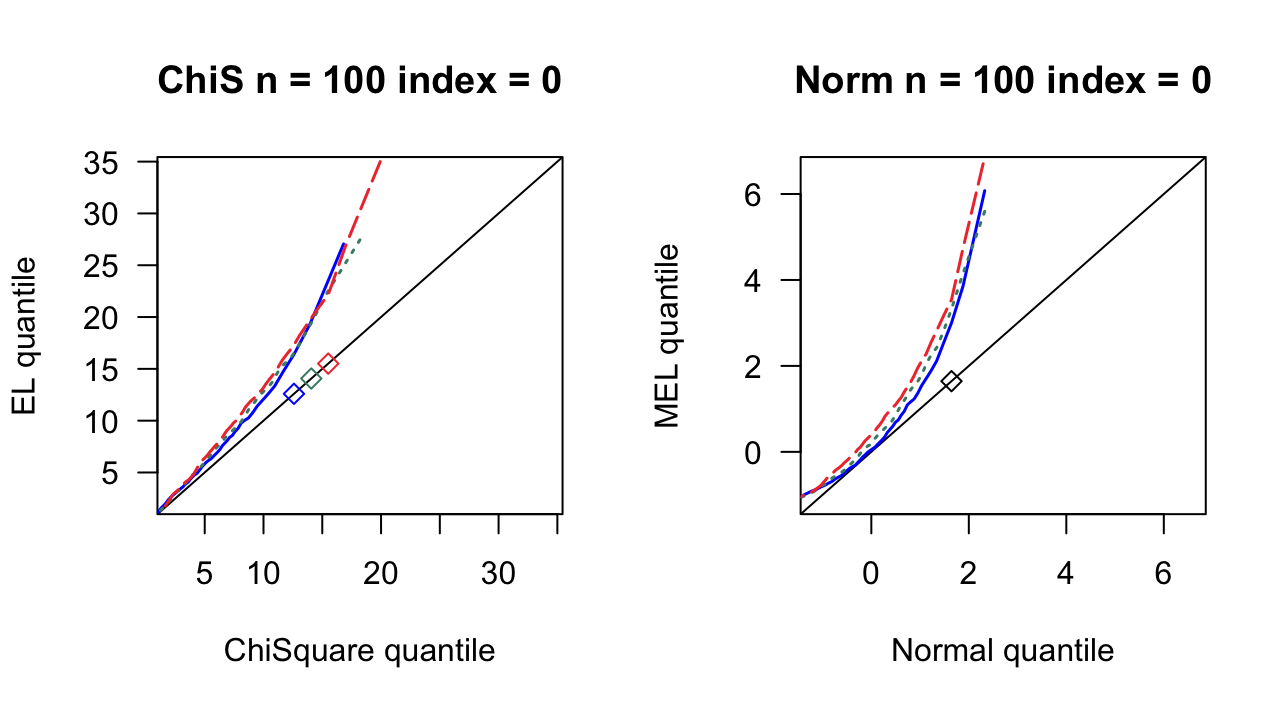 ChiS n = 100 index = 0
EL quantile
35
30
25
20
15
10
5
5 10 20 30
ChiSquare quantile
Norm n = 100 index = 0
MEL quantile
6
4
2
0
0 2 4 6
Normal quantile